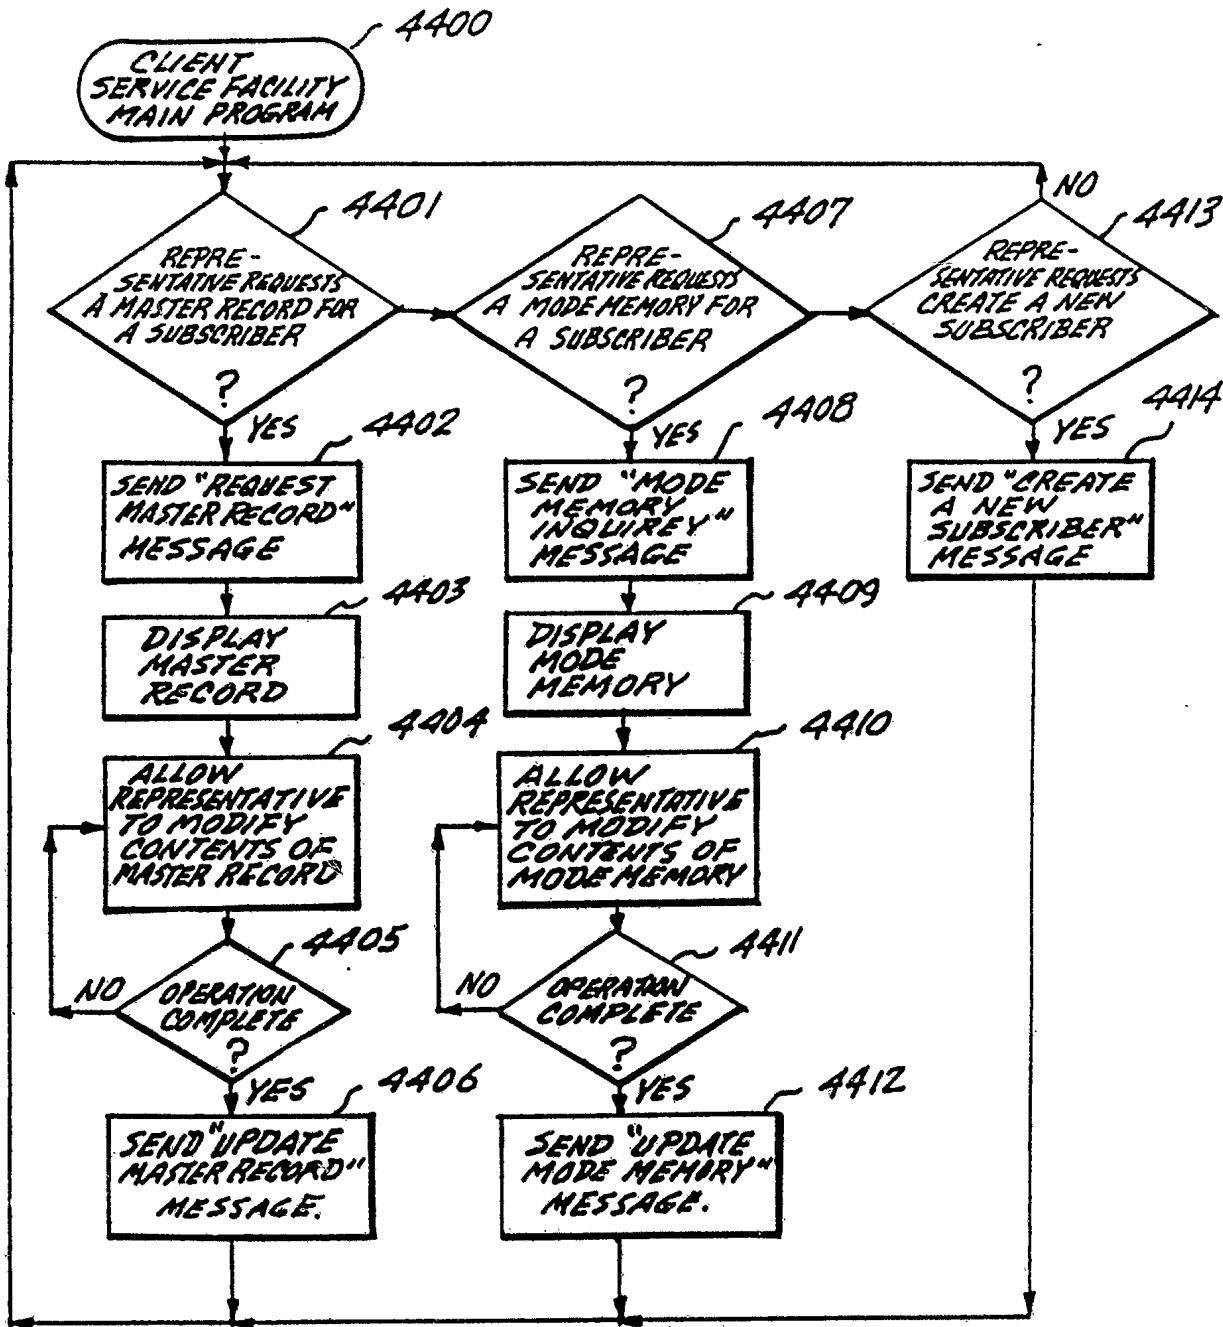 4400
CLIENT
SERVICE FACILITY
MAIN PROGRAM
4401
REPRE-
SENTATIVE REQUESTS
A MASTER RECORD FOR
A SUBSCRIBER
?
YES
4402
SEND "REQUEST
MASTER RECORD"
MESSAGE
4403
DISPLAY
MASTER
RECORD
4404
ALLOW
REPRESENTATIVE
TO MODIFY
CONTENTS OF
MASTER RECORD
4405
NO
OPERATION
COMPLETE
?
YES
4406
SEND "UPDATE
MASTER RECORD"
MESSAGE.
4407
REPRE-
SENTATIVE REQUESTS
A MODE MEMORY FOR
A SUBSCRIBER
?
YES
4408
SEND "MODE
MEMORY
INQUIREY"
MESSAGE
4409
DISPLAY
MODE
MEMORY
4410
ALLOW
REPRESENTATIVE
TO MODIFY
CONTENTS OF
MODE MEMORY
4411
NO
OPERATION
COMPLETE
?
YES
4412
SEND "UPDATE
MODE MEMORY"
MESSAGE.
NO
4413
REPRE-
SENTATIVE REQUESTS
CREATE A NEW
SUBSCRIBER
?
YES
4414
SEND "CREATE
A NEW
SUBSCRIBER"
MESSAGE